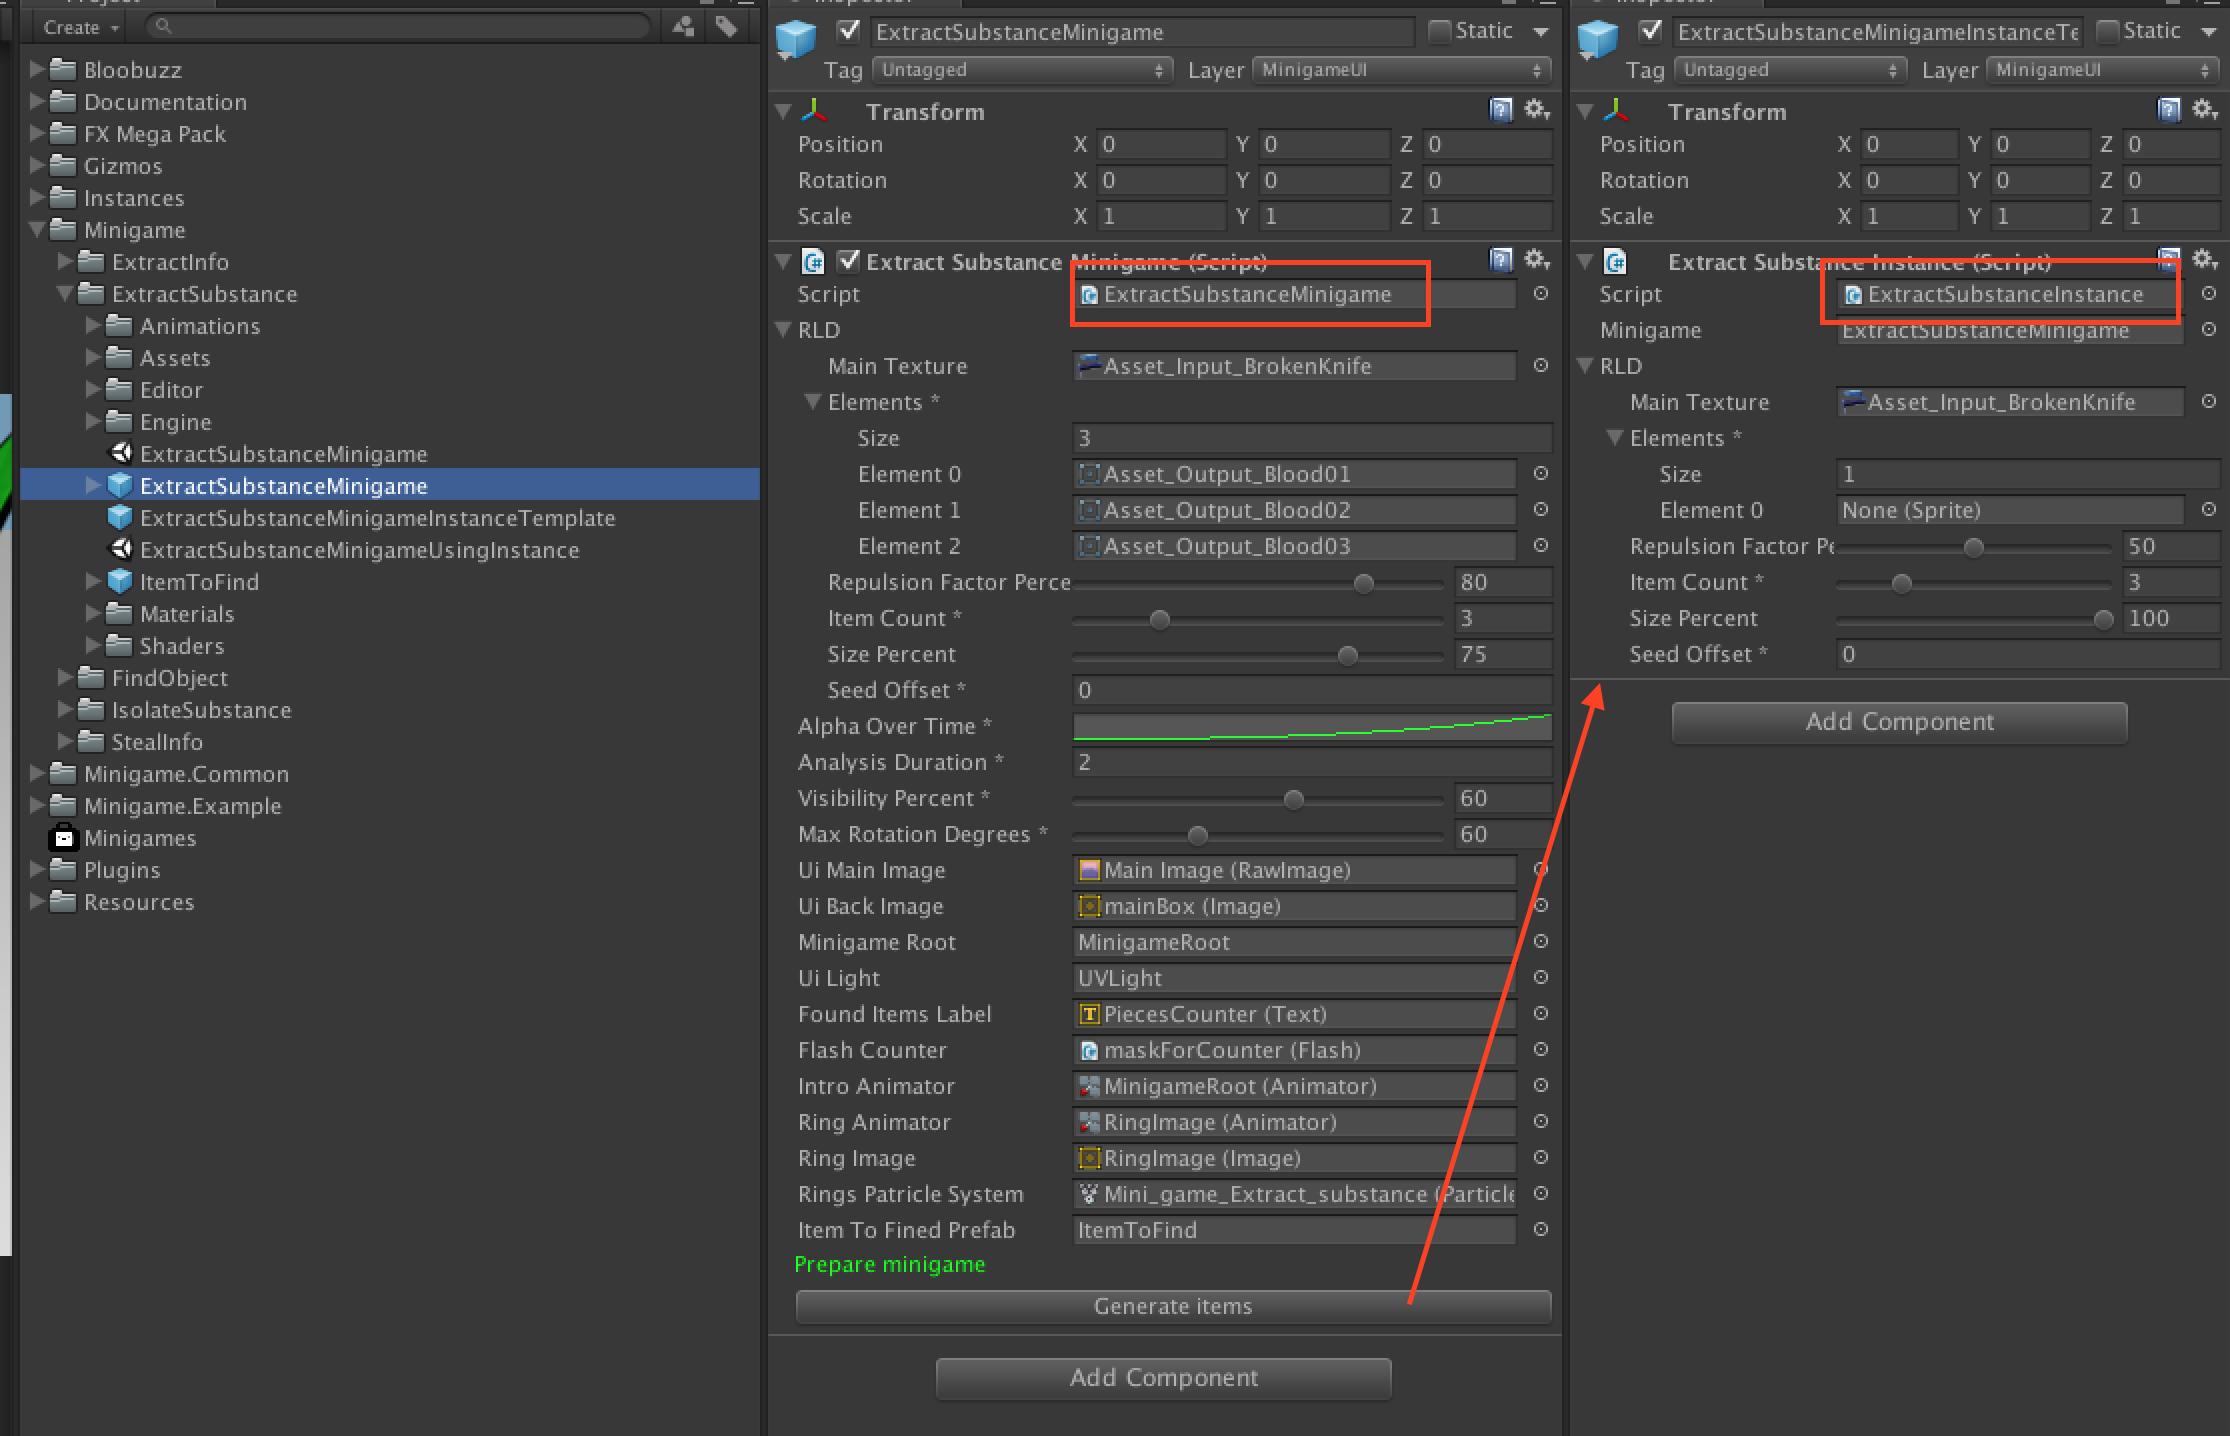 Project
Create
Bloobuzz
Documentation
FX Mega Pack
Gizmos
Instances
Minigame
ExtractInfo
ExtractSubstance
Animations
Assets
Editor
Engine
ExtractSubstanceMinigame
ExtractSubstanceMinigame
ExtractSubstanceMinigameInstanceTemplate
ExtractSubstanceMinigameUsingInstance
ItemToFind
Materials
Shaders
FindObject
IsolateSubstance
StealInfo
Minigame.Common
Minigame.Example
Minigames
Plugins
Resources
Inspector
ExtractSubstanceMinigame Static
Tag Untagged Layer MinigameUI
Transform
Position X 0 Y 0 Z 0
Rotation X 0 Y 0 Z 0
Scale X 1 Y 1 Z 1
Extract Substance Minigame (Script)
Script ExtractSubstanceMinigame
RLD
Main Texture Asset_Input_BrokenKnife
Elements *
Size 3
Element 0 Asset_Output_Blood01
Element 1 Asset_Output_Blood02
Element 2 Asset_Output_Blood03
Repulsion Factor Perce 80
Item Count * 3
Size Percent 75
Seed Offset * 0
Alpha Over Time *
Analysis Duration * 2
Visibility Percent * 60
Max Rotation Degrees * 60
Ui Main Image Main Image (RawImage)
Ui Back Image mainBox (Image)
Minigame Root MinigameRoot
Ui Light UVLight
Found Items Label PiecesCounter (Text)
Flash Counter maskForCounter (Flash)
Intro Animator MinigameRoot (Animator)
Ring Animator RingImage (Animator)
Ring Image RingImage (Image)
Rings Patricle System Mini_game_Extract_substance (Particle
Item To Fined Prefab ItemToFind
Prepare minigame
Generate items
Add Component
Inspector
ExtractSubstanceMinigameInstanceTe Static
Tag Untagged Layer MinigameUI
Transform
Position X 0 Y 0 Z 0
Rotation X 0 Y 0 Z 0
Scale X 1 Y 1 Z 1
Extract Substance Instance (Script)
Script ExtractSubstanceInstance
Minigame ExtractSubstanceMinigame
RLD
Main Texture Asset_Input_BrokenKnife
Elements *
Size 1
Element 0 None (Sprite)
Repulsion Factor Pe 50
Item Count * 3
Size Percent 100
Seed Offset * 0
Add Component